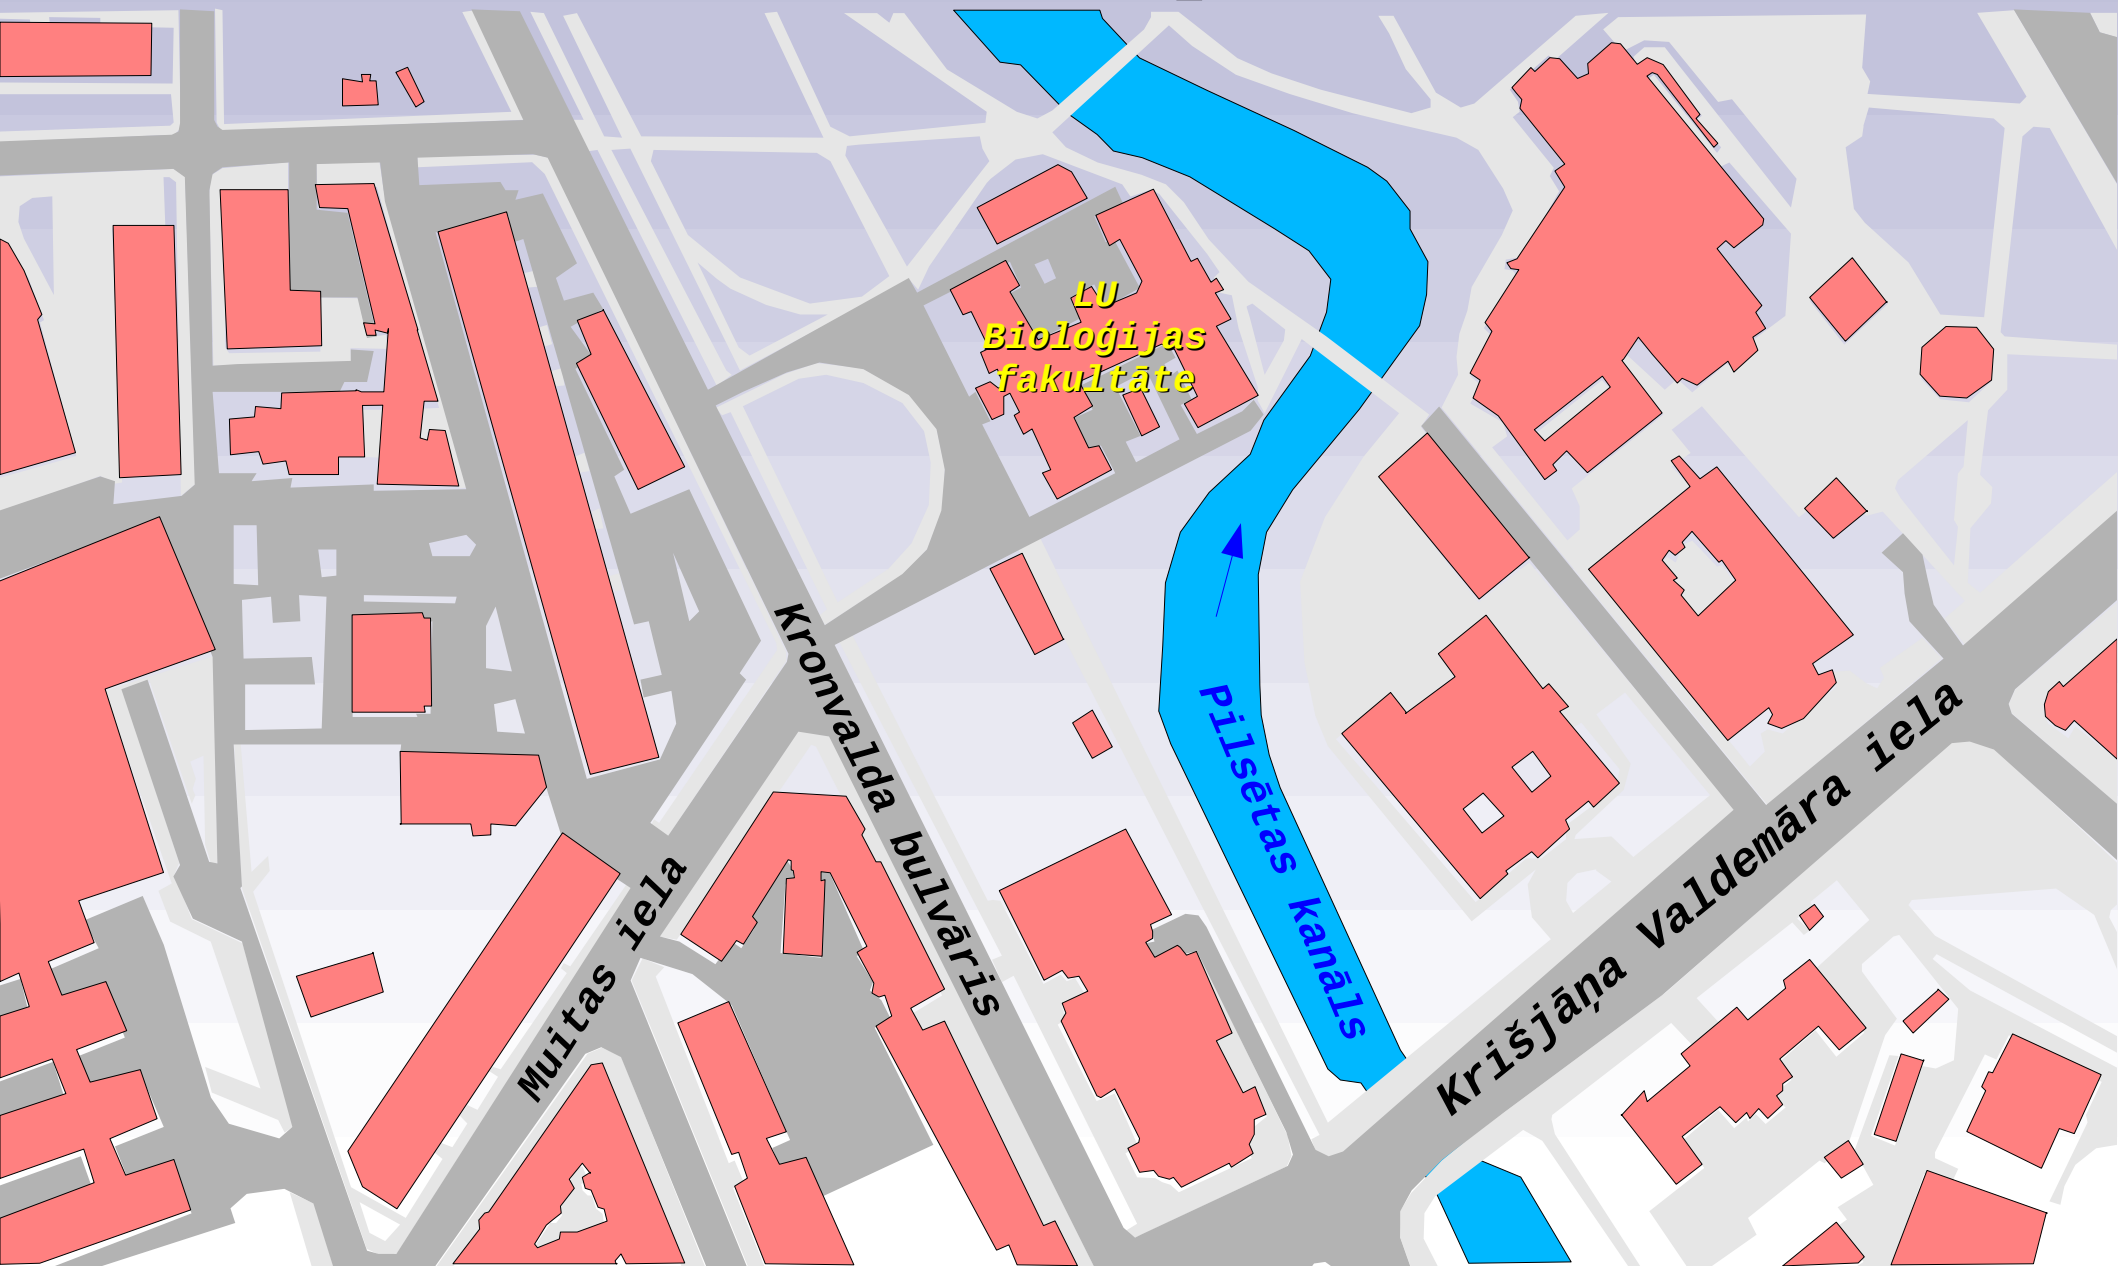 LU
Bioloģijas
fakultāte
Kronvalda bulvāris
Pilsētas kanāls
Krišjāņa Valdemāra iela
Muitas iela